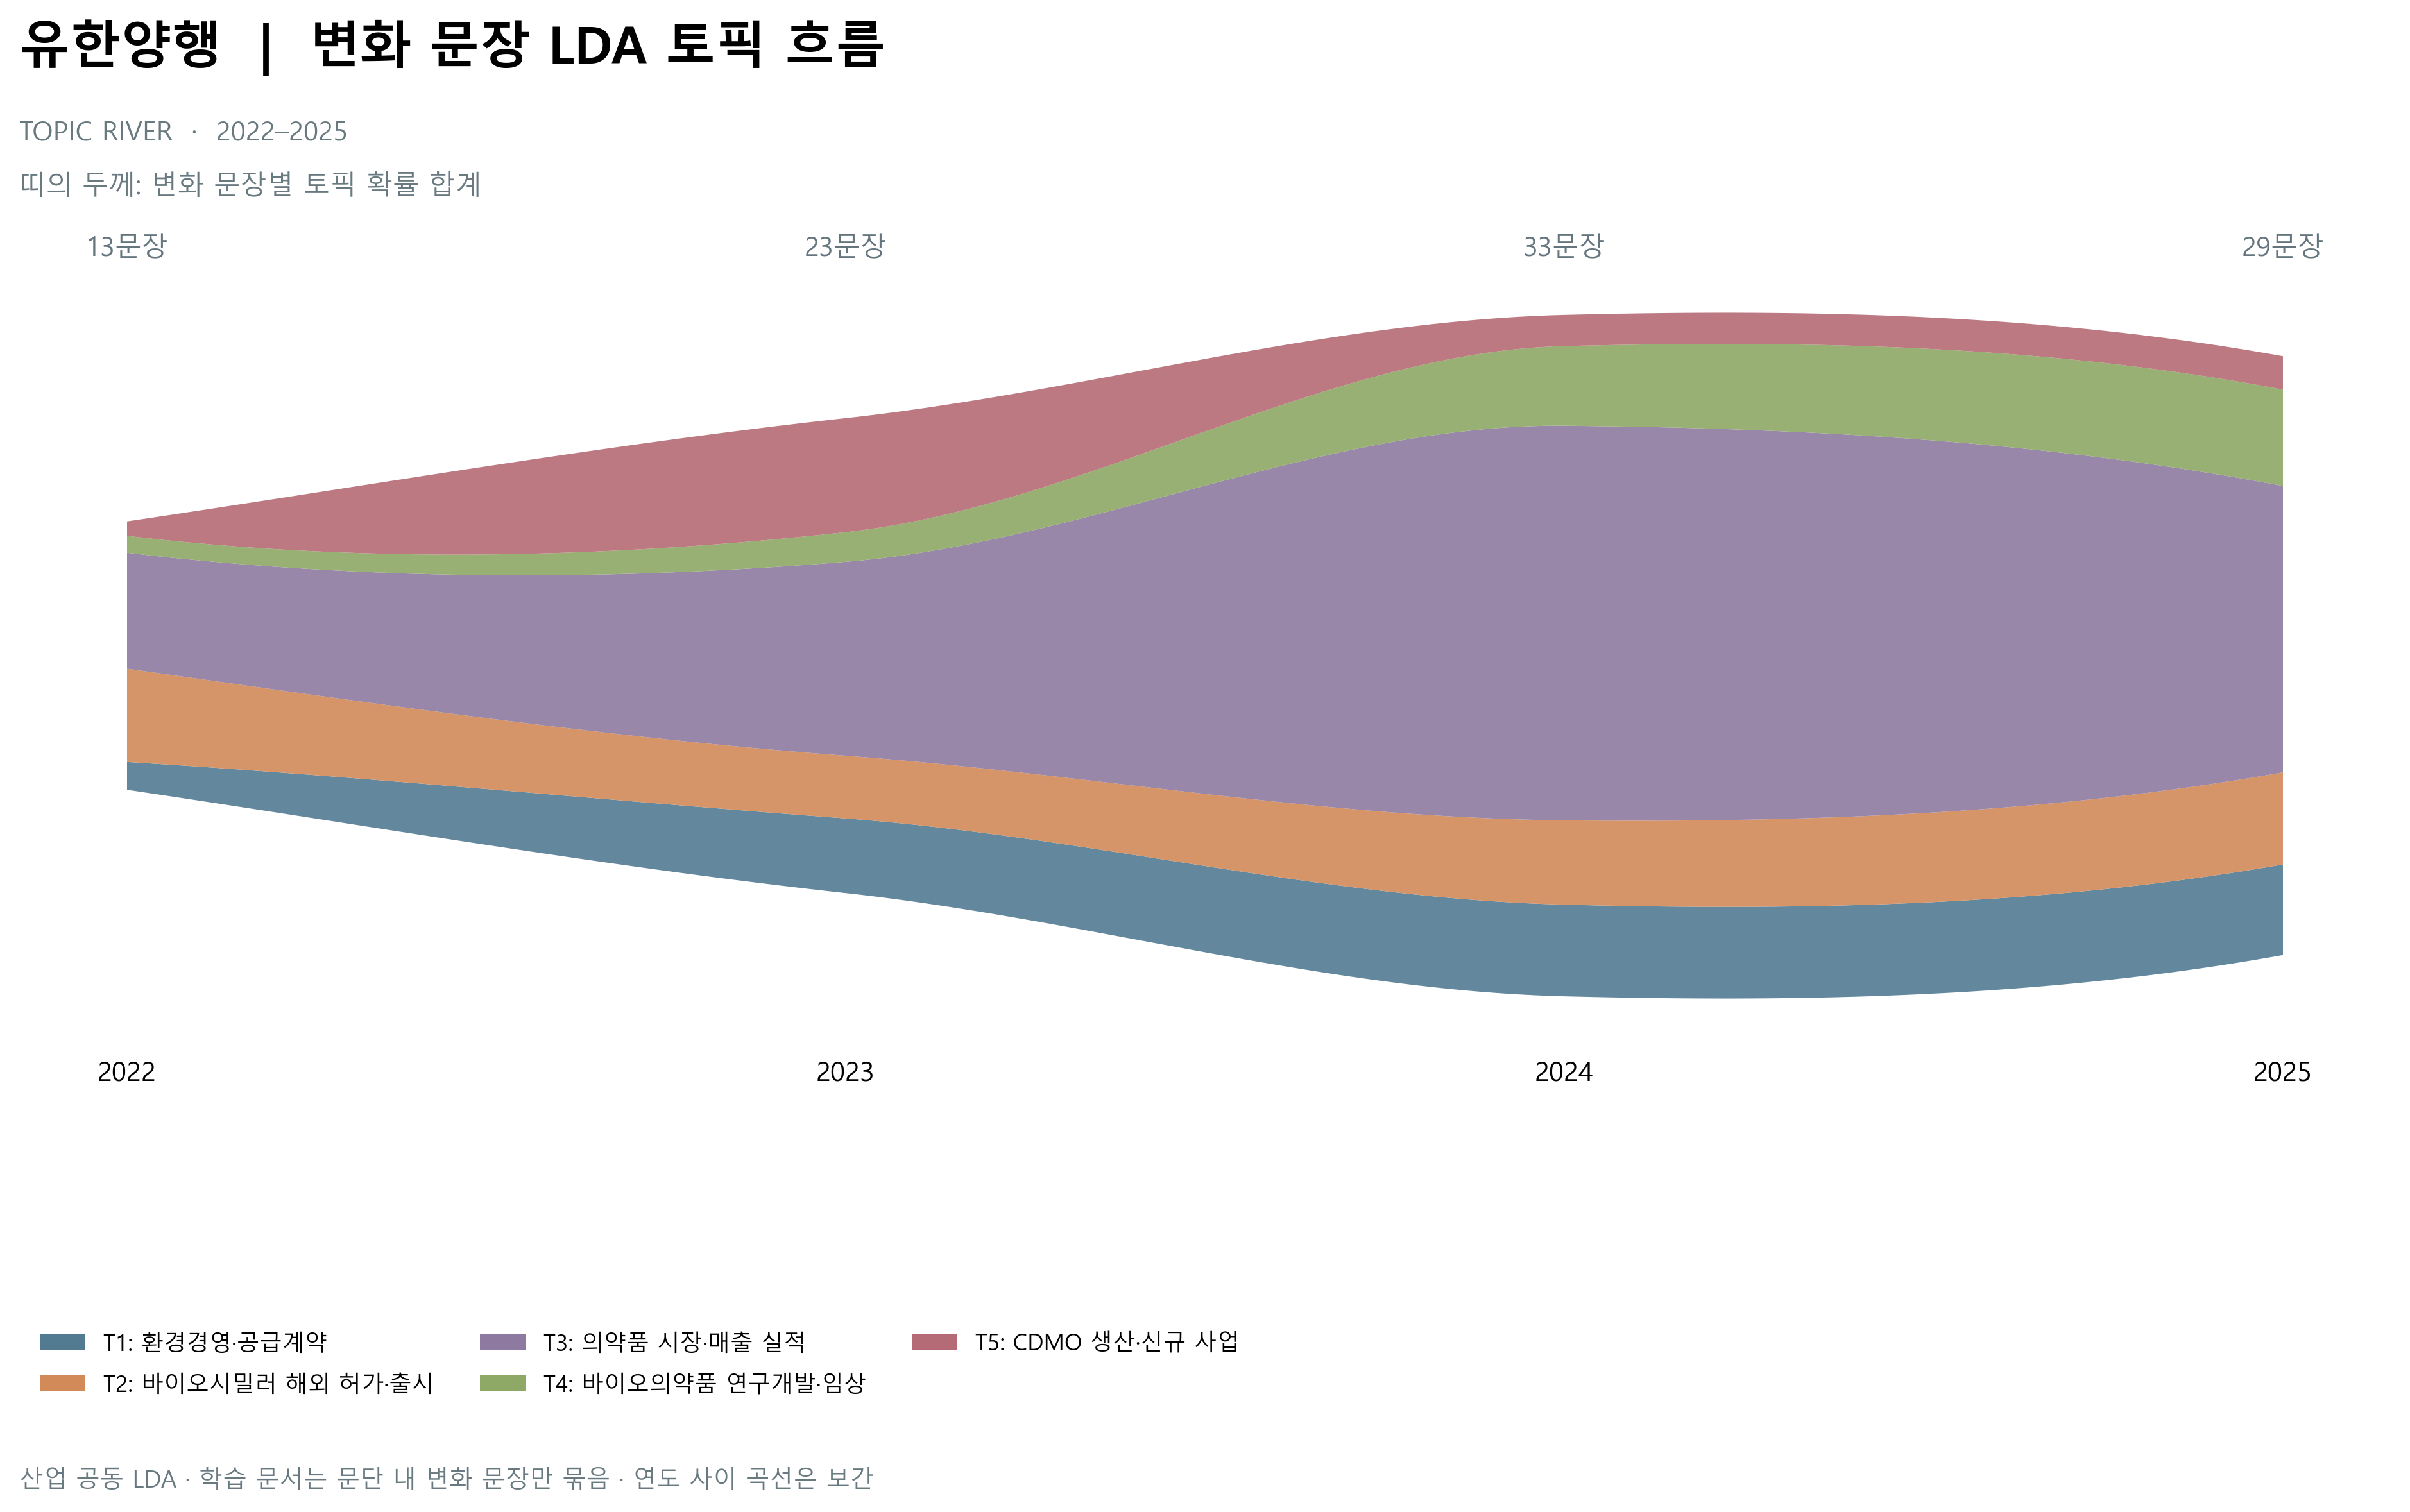 유한양행 | 변화 문장 LDA 토픽 흐름
TOPIC RIVER · 2022–2025
띠의 두께: 변화 문장별 토픽 확률 합계
13문장 23문장 33문장 29문장
2022 2023 2024 2025
T1: 환경경영·공급계약 T3: 의약품 시장·매출 실적 T5: CDMO 생산·신규 사업
T2: 바이오시밀러 해외 허가·출시 T4: 바이오의약품 연구개발·임상
산업 공동 LDA · 학습 문서는 문단 내 변화 문장만 묶음 · 연도 사이 곡선은 보간